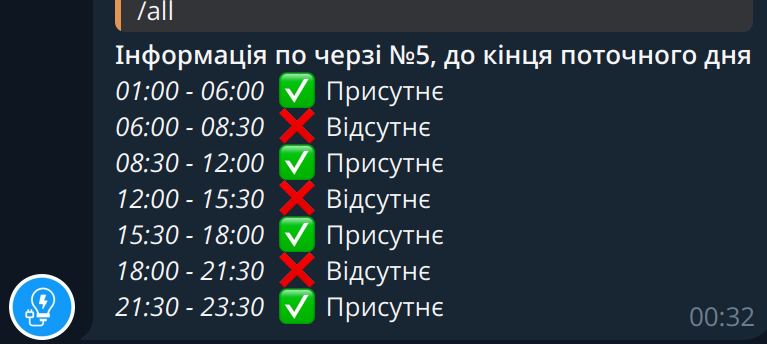 /all
Інформація по черзі №5, до кінця поточного дня
01:00 - 06:00 ✅ Присутнє
06:00 - 08:30 ❌ Відсутнє
08:30 - 12:00 ✅ Присутнє
12:00 - 15:30 ❌ Відсутнє
15:30 - 18:00 ✅ Присутнє
18:00 - 21:30 ❌ Відсутнє
21:30 - 23:30 ✅ Присутнє
00:32